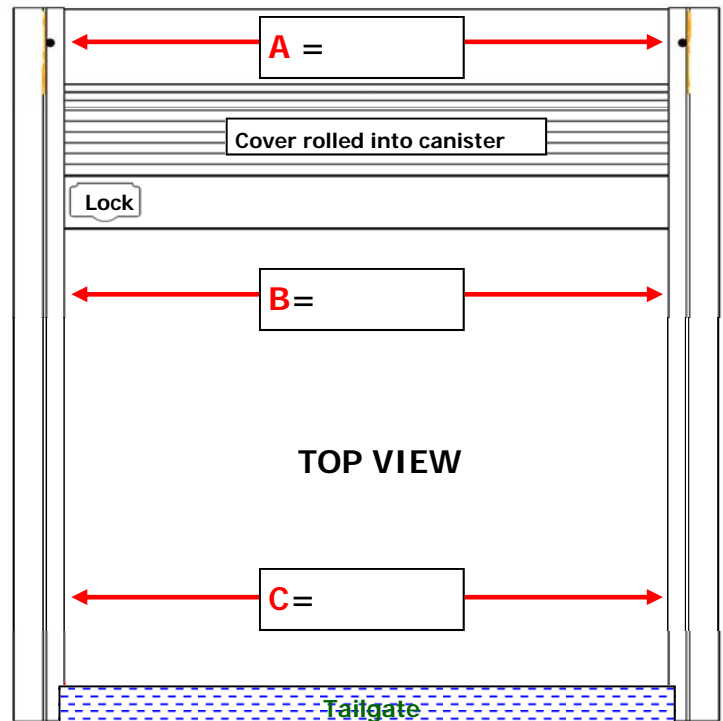 A =
Cover rolled into canister
Lock
B=
TOP VIEW
C=
Tailgate